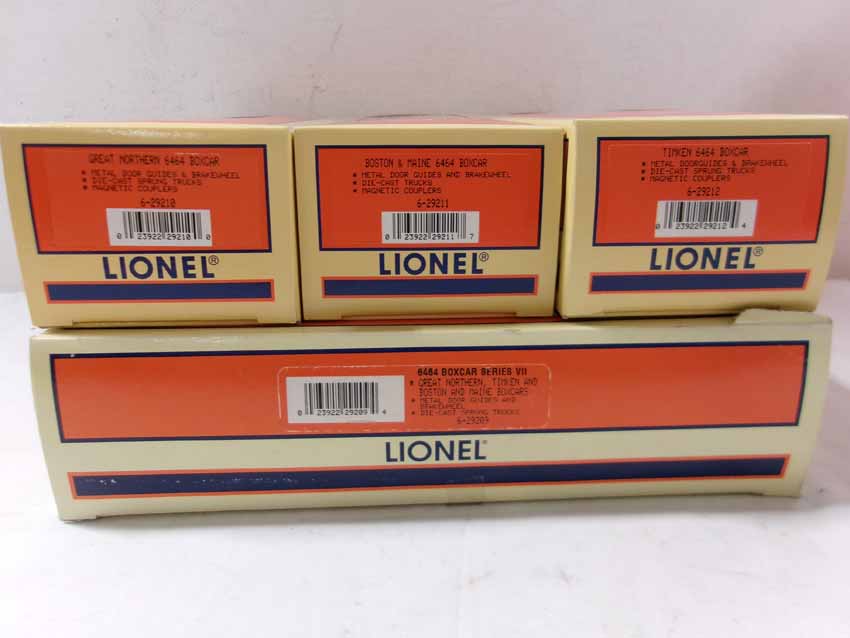 GREAT NORTHERN 6464 BOXCAR
* METAL DOOR GUIDES & BRAKEWHEEL
* DIE-CAST SPRUNG TRUCKS
* MAGNETIC COUPLERS
6-29210
0 23922 29210 0
LIONEL®
BOSTON & MAINE 6464 BOXCAR
* METAL DOOR GUIDES AND BRAKEWHEEL
* DIE-CAST TRUCKS
* MAGNETIC COUPLERS
6-29211
0 23922 29211 7
LIONEL®
TIMKEN 6464 BOXCAR
* METAL DOORGUIDES & BRAKEWHEEL
* DIE-CAST SPRUNG TRUCKS
* MAGNETIC COUPLERS
6-29212
0 23922 29212 4
LIONEL®
6464 BOXCAR SERIES VII
* GREAT NORTHERN, TIMKEN AND
BOSTON AND MAINE BOXCARS
* METAL DOOR GUIDES AND
BRAKEWHEEL
* DIE-CAST SPRUNG TRUCKS
6-29209
0 23922 29209 4
LIONEL®